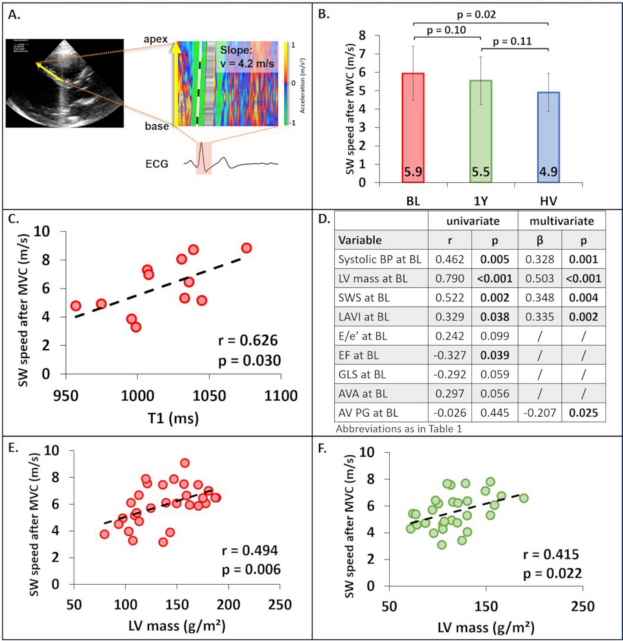 A.
apex
base
ECG
Slope:
v = 4.2 m/s
1
0
-1
Acceleration (m/s²)
B.
SW speed after MVC (m/s)
8
7
6
5
4
3
2
1
0
p = 0.02
p = 0.10
p = 0.11
5.9
5.5
4.9
BL
1Y
HV
C.
SW speed after MVC (m/s)
10
8
6
4
2
0
950
1000
1050
1100
T1 (ms)
r = 0.626
p = 0.030
D.
univariate multivariate
Variable r p β p
Systolic BP at BL 0.462 0.005 0.328 0.001
LV mass at BL 0.790 <0.001 0.503 <0.001
SWS at BL 0.522 0.002 0.348 0.004
LAVI at BL 0.329 0.038 0.335 0.002
E/e’ at BL 0.242 0.099 / /
EF at BL -0.327 0.039 / /
GLS at BL -0.292 0.059 / /
AVA at BL 0.297 0.056 / /
AV PG at BL -0.026 0.445 -0.207 0.025
Abbreviations as in Table 1
E.
SW speed after MVC (m/s)
10
8
6
4
2
0
50
100
150
200
250
LV mass (g/m²)
r = 0.494
p = 0.006
F.
SW speed after MVC (m/s)
10
8
6
4
2
0
50
150
250
LV mass (g/m²)
r = 0.415
p = 0.022